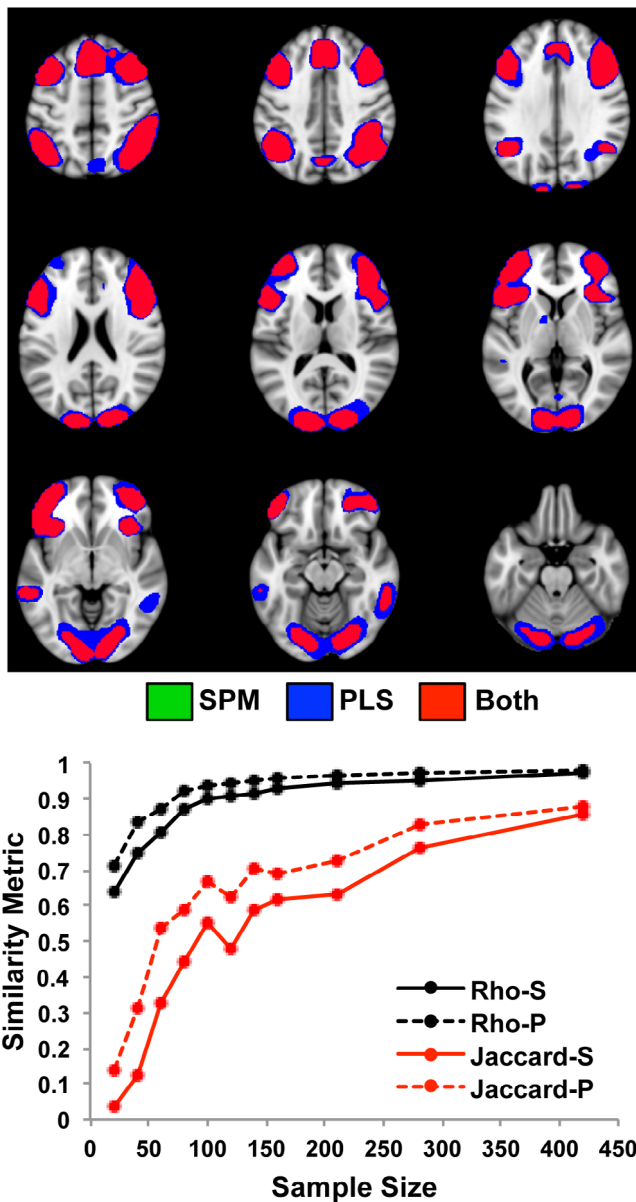 SPM PLS Both
1
0.9
0.8
0.7
0.6
0.5
0.4
0.3
0.2
0.1
0
Similarity Metric
Rho-S
Rho-P
Jaccard-S
Jaccard-P
0 50 100 150 200 250 300 350 400 450
Sample Size